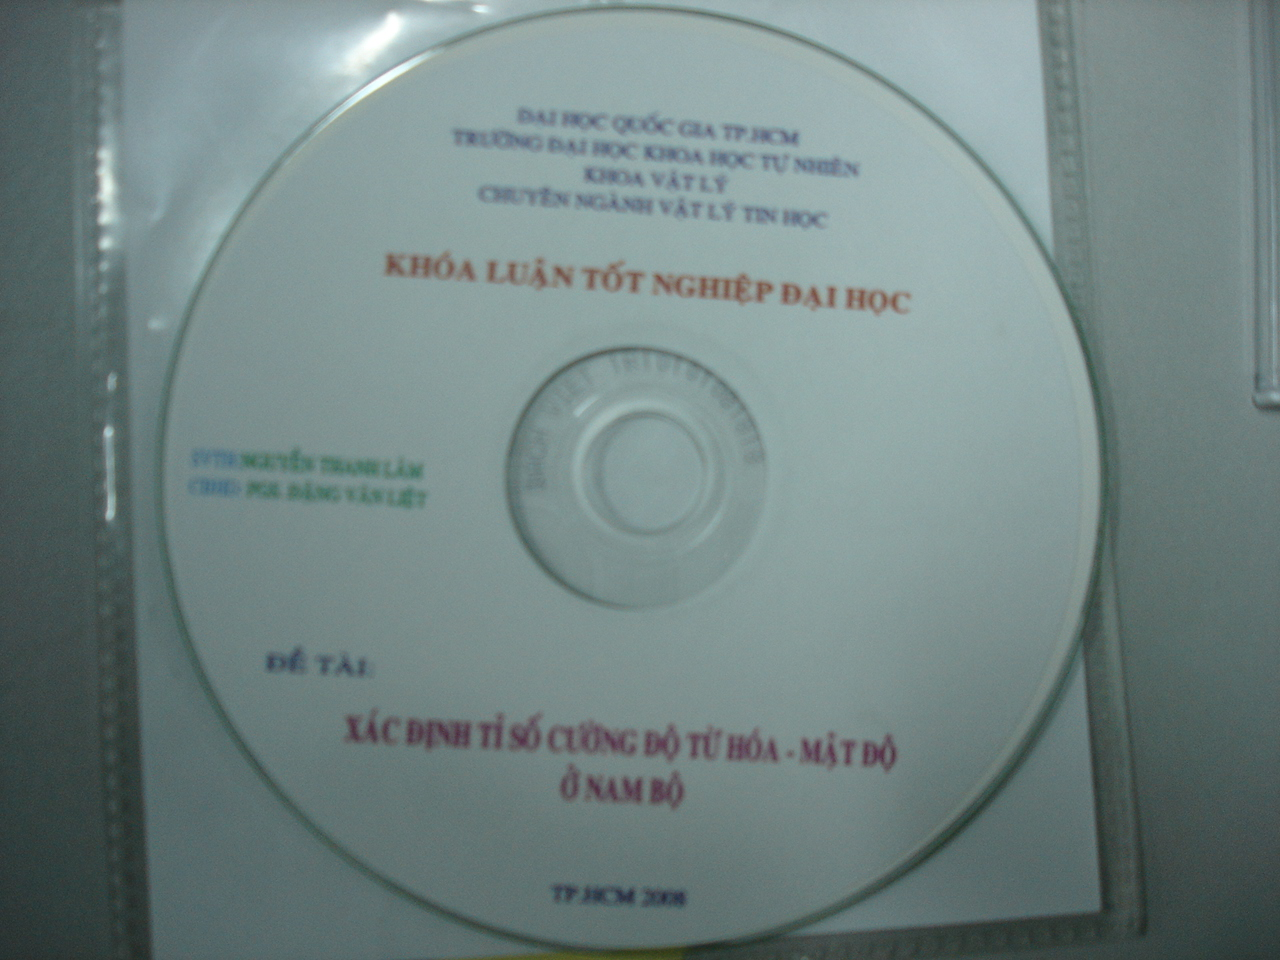 ĐẠI HỌC QUỐC GIA TP.HCM
TRƯỜNG ĐẠI HỌC KHOA HỌC TỰ NHIÊN
KHOA VẬT LÝ
CHUYÊN NGÀNH VẬT LÝ TIN HỌC
KHÓA LUẬN TỐT NGHIỆP ĐẠI HỌC
SVTH: NGUYỄN THANH LÂM
CBHD: PGS. ĐẶNG VĂN LIỆT
ĐỀ TÀI:
XÁC ĐỊNH TỈ SỐ CƯỜNG ĐỘ TỪ HÓA - MẬT ĐỘ
Ở NAM BỘ
TP.HCM 2008